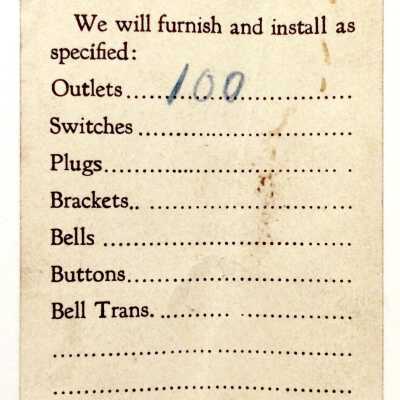 We will furnish and install as
specified:
Outlets..............100..............
Switches..............................
Plugs.................................
Brackets..............................
Bells.................................
Buttons...............................
Bell Trans............................
......................................
......................................